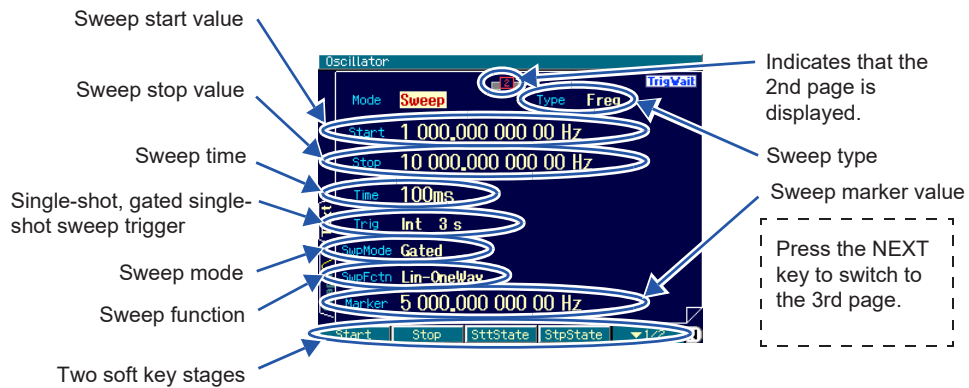 Sweep start value
Sweep stop value
Sweep time
Single-shot, gated single-
shot sweep trigger
Sweep mode
Sweep function
Two soft key stages
Oscillator
2
TrigWait
Mode Sweep Type Freq
Start 1 000.000 000 00 Hz
Stop 10 000.000 000 00 Hz
Time 100ms
Trig Int 3 s
SwpMode Gated
SwpFctn Lin-OneWay
Marker 5 000.000 000 00 Hz
Text
Start Stop SttState StpState ▼1/2
Indicates that the
2nd page is
displayed.
Sweep type
Sweep marker value
Press the NEXT
key to switch to
the 3rd page.